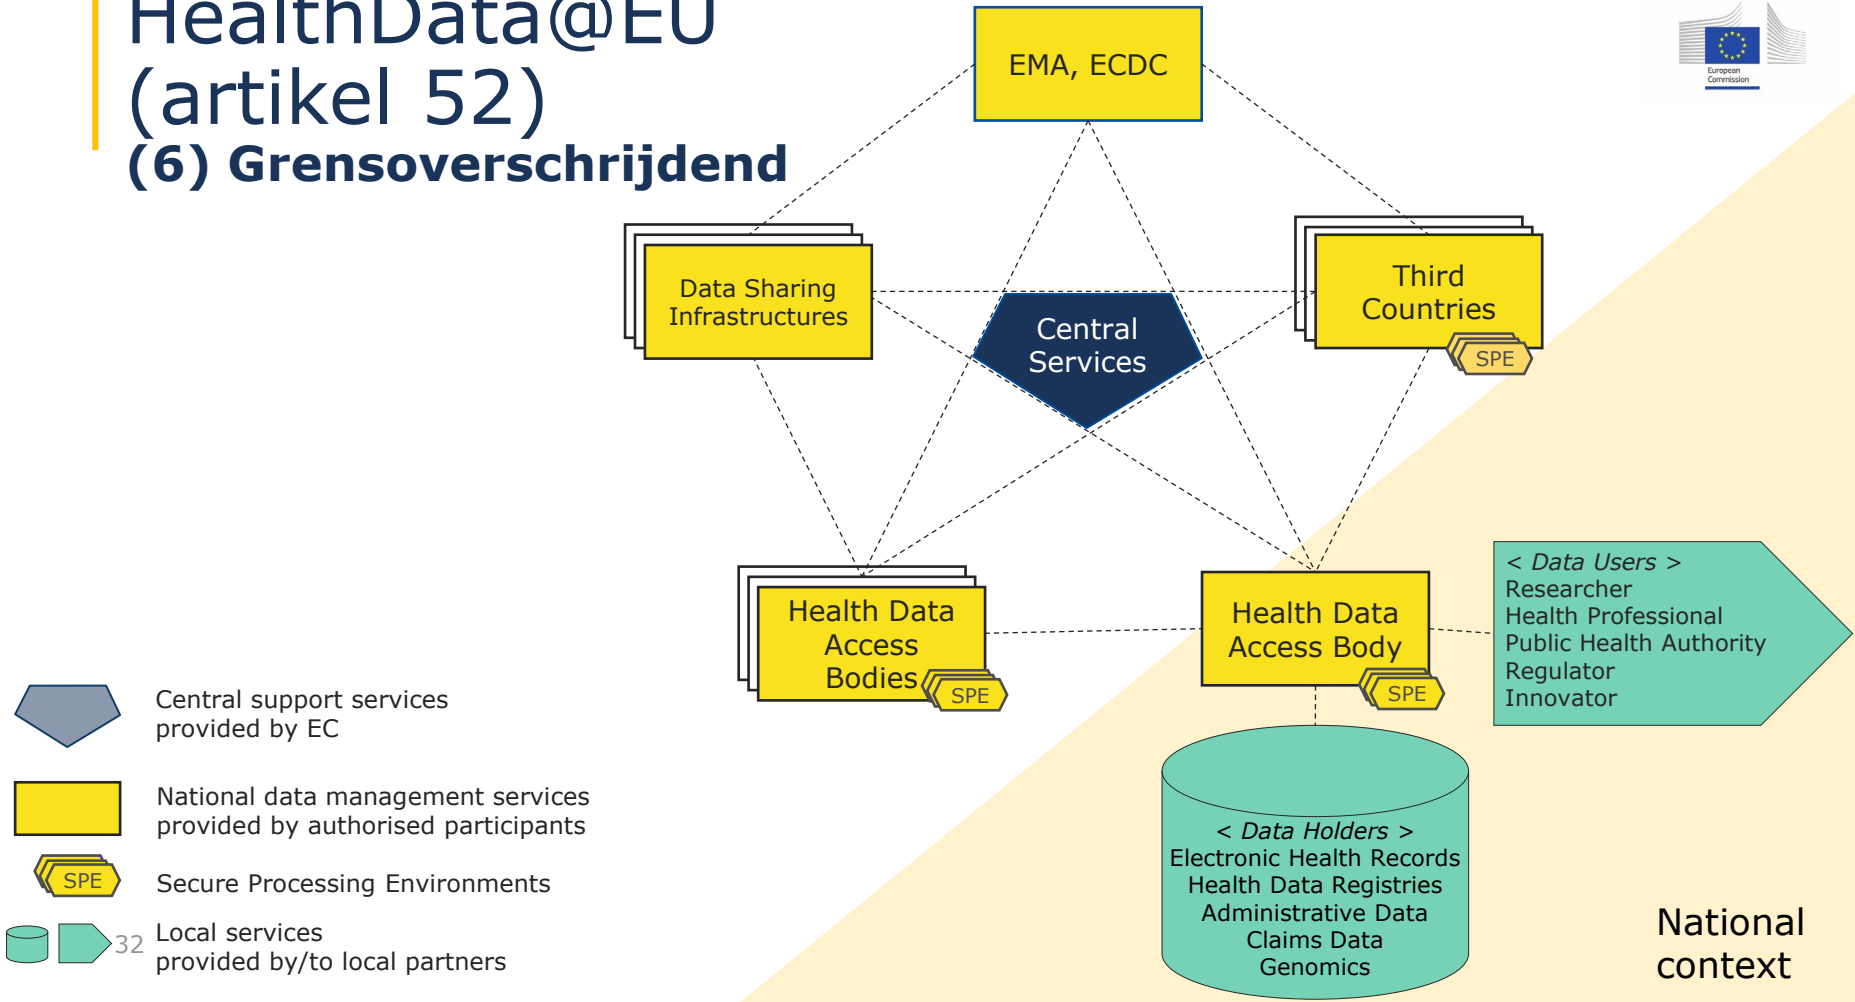 HealthData@EU
(artikel 52)
(6) Grensoverschrijdend
EMA, ECDC
European
Commission
Data Sharing
Infrastructures
Third
Countries
SPE
Central
Services
Health Data
Access
Bodies
SPE
Health Data
Access Body
SPE
< Data Users >
Researcher
Health Professional
Public Health Authority
Regulator
Innovator
< Data Holders >
Electronic Health Records
Health Data Registries
Administrative Data
Claims Data
Genomics
National
context
Central support services
provided by EC
National data management services
provided by authorised participants
SPE
Secure Processing Environments
32
Local services
provided by/to local partners